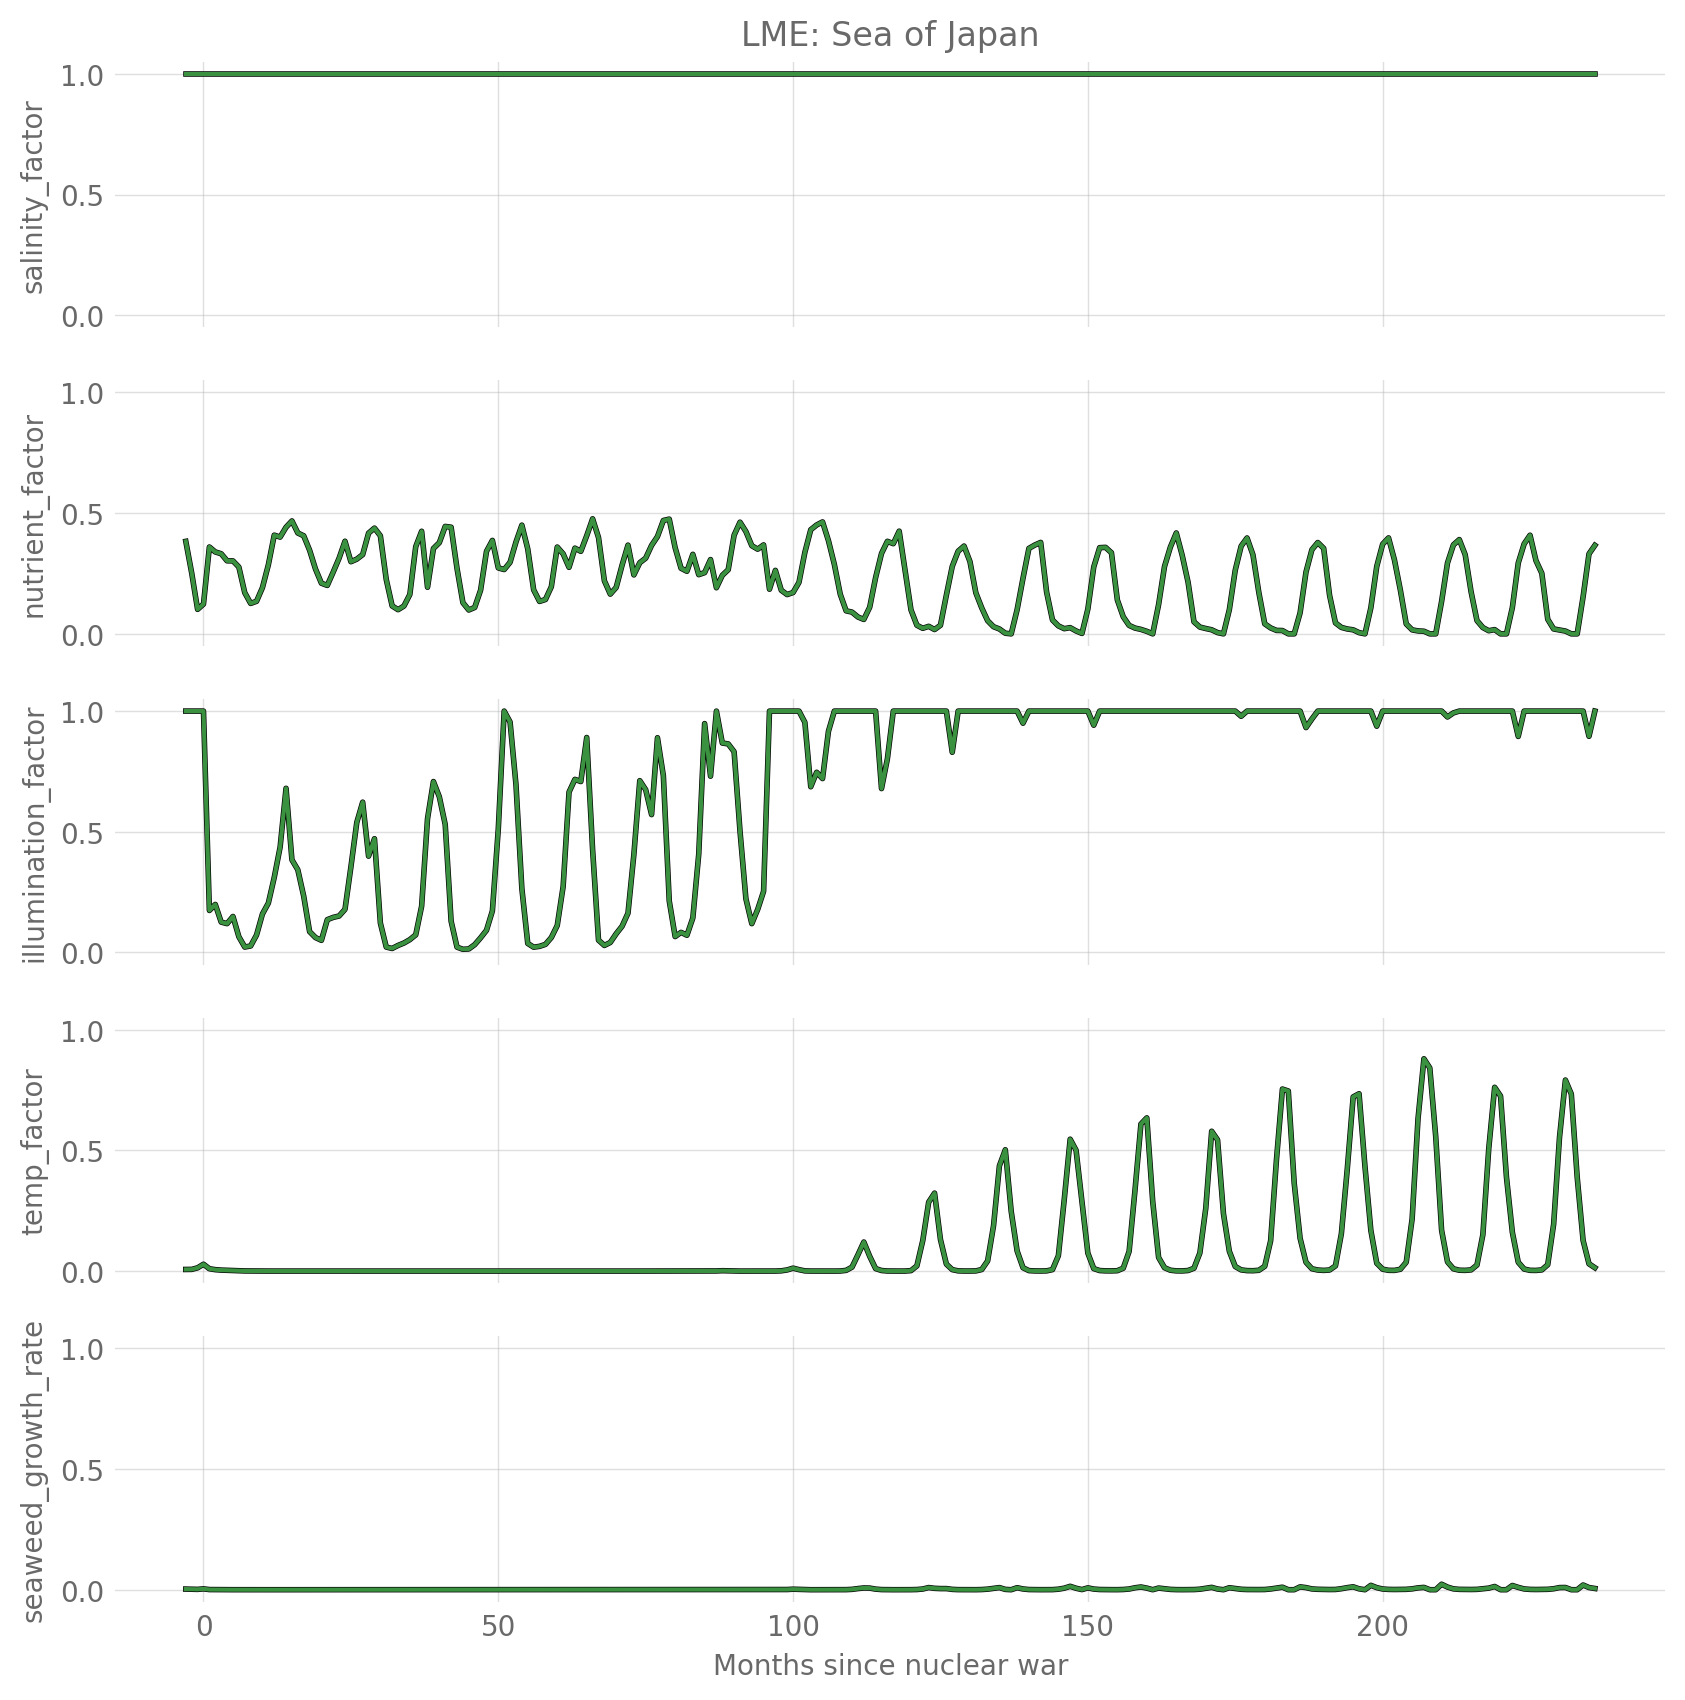 LME: Sea of Japan
salinity_factor
1.0
0.5
0.0
nutrient_factor
1.0
0.5
0.0
illumination_factor
1.0
0.5
0.0
temp_factor
1.0
0.5
0.0
seaweed_growth_rate
1.0
0.5
0.0
0 50 100 150 200
Months since nuclear war